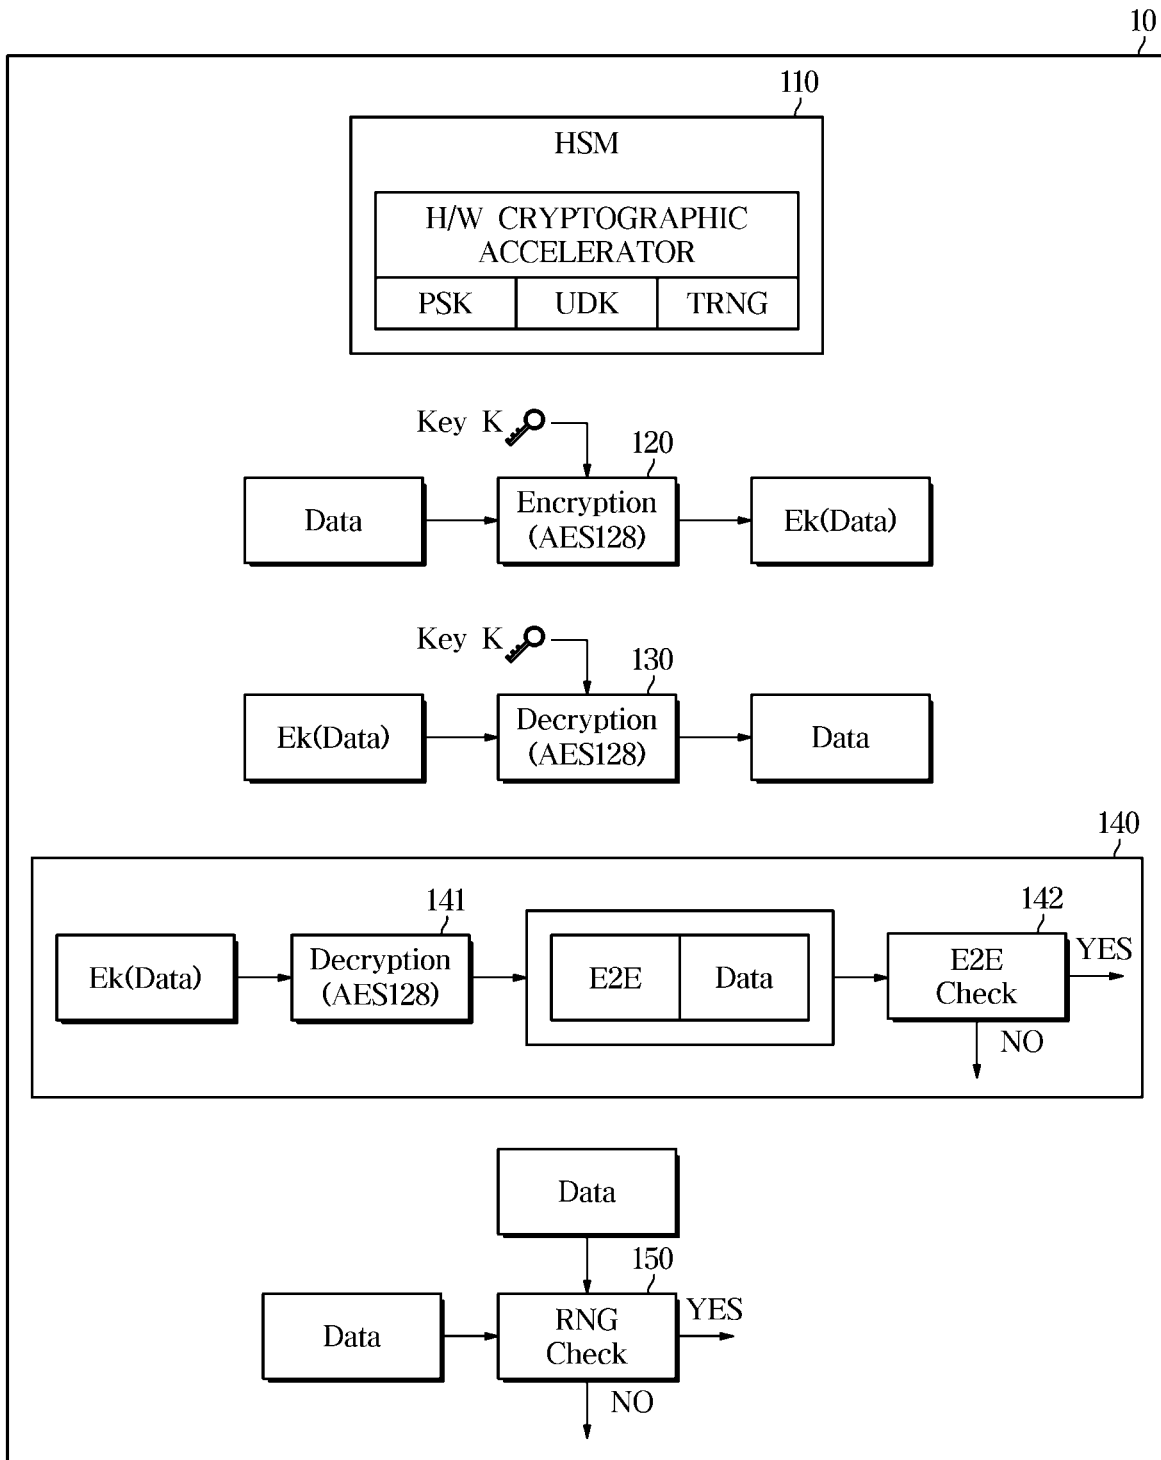 10
110
HSM
H/W CRYPTOGRAPHIC
ACCELERATOR
PSK UDK TRNG
Key K
120
Data
Encryption
(AES128)
Ek(Data)
Key K
130
Ek(Data)
Decryption
(AES128)
Data
140
141
142
Ek(Data)
Decryption
(AES128)
E2E
Data
E2E
Check
YES
NO
Data
150
Data
RNG
Check
YES
NO